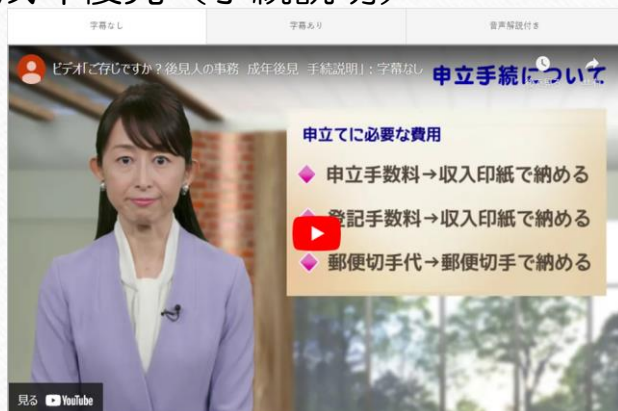 字幕なし
字幕あり
音声解説付き
ビデオ「ご存じですか?後見人の事務 成年後見 手続説明」:字幕なし
申立手続について
申立てに必要な費用
申立手数料→収入印紙で納める
登記手数料→収入印紙で納める
郵便切手代→郵便切手で納める
見る YouTube